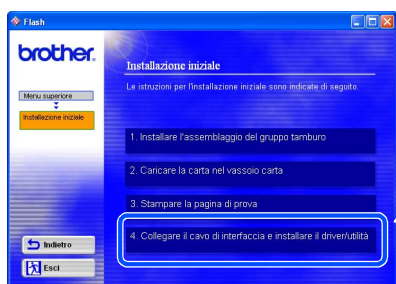 Flash
brother.
Installazione iniziale
Le istruzioni per l'installazione iniziale sono indicate di seguito.
Menu superiore
Installazione iniziale
1. Installare l'assemblaggio del gruppo tamburo
2. Caricare la carta nel vassoio carta
3. Stampare la pagina di prova
4. Collegare il cavo di interfaccia e installare il driver/utilità
Indietro
Esci